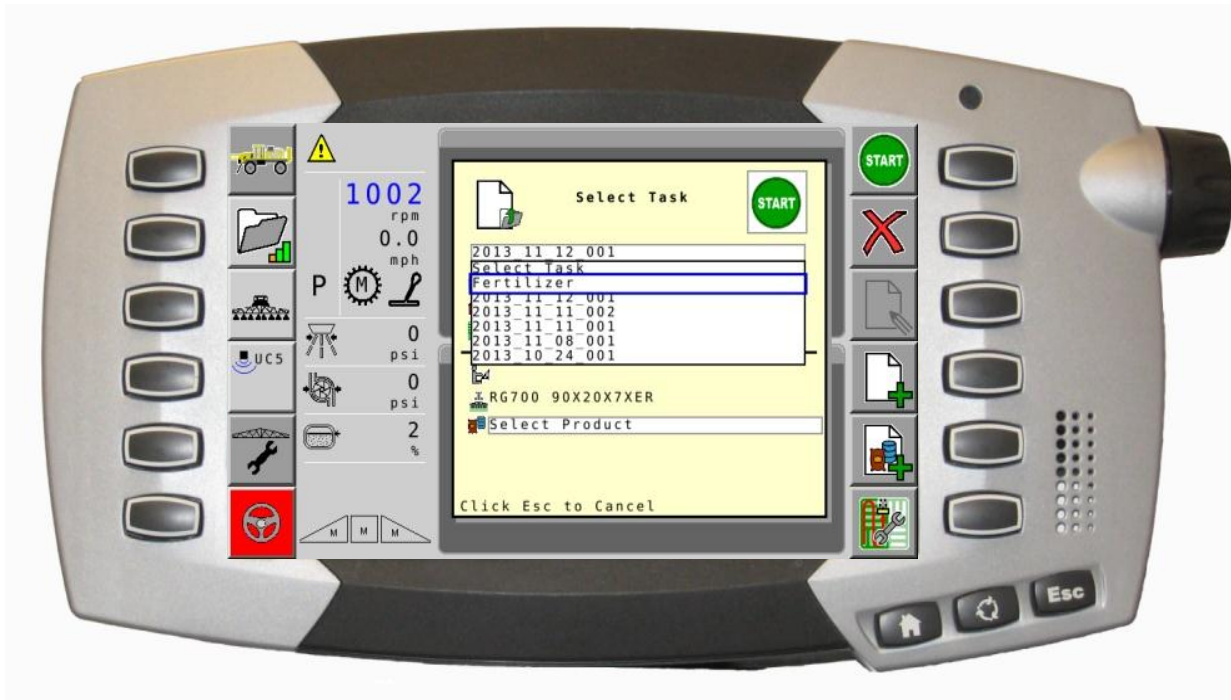 1002
rpm
0.0
mph
P M
0
psi
UC5
0
psi
2
%
M M M
Select Task
START
2013_11_12_001
Select Task
Fertilizer
2013_11_12_001
2013_11_11_002
2013_11_11_001
2013_11_08_001
2013_10_24_001
RG700 90X20X7XER
Select Product
Click Esc to Cancel
START
Esc